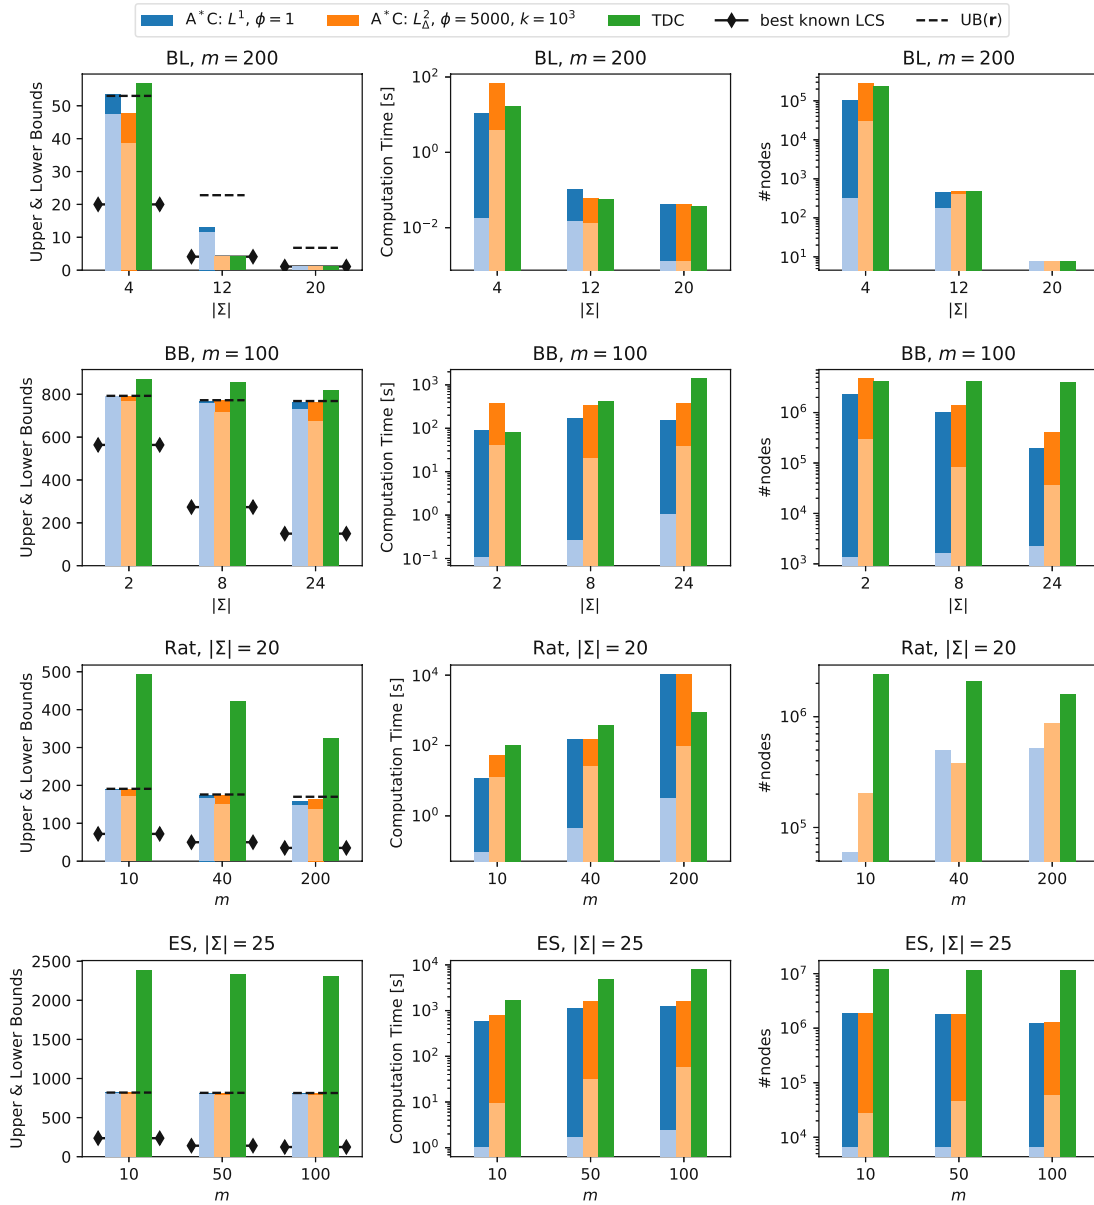 A*C: L¹, ϕ = 1 A*C: L²_Δ, ϕ = 5000, k = 10³ TDC best known LCS UB(r)
BL, m = 200 BL, m = 200 BL, m = 200
Upper & Lower Bounds
50
40
30
20
10
0
4 12 20
|Σ|
Computation Time [s]
10²
10⁰
10⁻²
4 12 20
|Σ|
#nodes
10⁵
10⁴
10³
10²
10¹
4 12 20
|Σ|
BB, m = 100 BB, m = 100 BB, m = 100
Upper & Lower Bounds
800
600
400
200
0
2 8 24
|Σ|
Computation Time [s]
10³
10²
10¹
10⁰
10⁻¹
2 8 24
|Σ|
#nodes
10⁶
10⁵
10⁴
10³
2 8 24
|Σ|
Rat, |Σ| = 20 Rat, |Σ| = 20 Rat, |Σ| = 20
Upper & Lower Bounds
500
400
300
200
100
0
10 40 200
m
Computation Time [s]
10⁴
10²
10⁰
10 40 200
m
#nodes
10⁶
10⁵
10 40 200
m
ES, |Σ| = 25 ES, |Σ| = 25 ES, |Σ| = 25
Upper & Lower Bounds
2500
2000
1500
1000
500
0
10 50 100
m
Computation Time [s]
10⁴
10³
10²
10¹
10⁰
10 50 100
m
#nodes
10⁷
10⁶
10⁵
10⁴
10 50 100
m